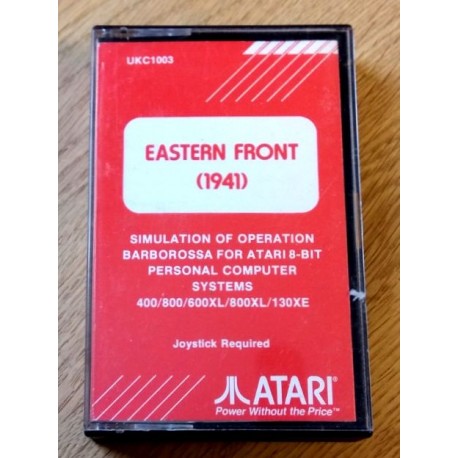 UKC1003
EASTERN FRONT
(1941)
SIMULATION OF OPERATION
BARBOROSSA FOR ATARI 8-BIT
PERSONAL COMPUTER
SYSTEMS
400/800/600XL/800XL/130XE
Joystick Required
ATARI®
Power Without the Price™